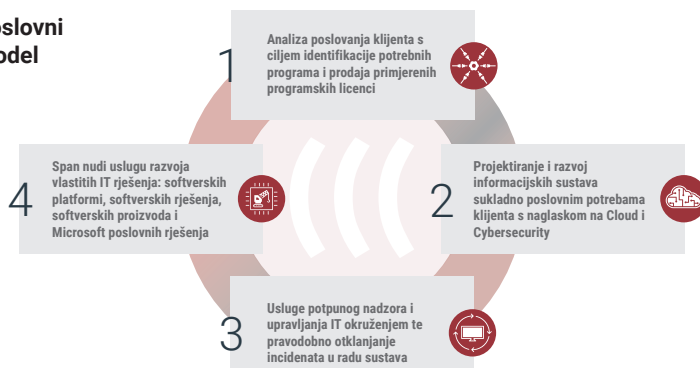 oslovni
odel
1
Analiza poslovanja klijenta s
ciljem identifikacije potrebnih
programa i prodaja primjerenih
programskih licenci
2
Projektiranje i razvoj
informacijskih sustava
sukladno poslovnim potrebama
klijenta s naglaskom na Cloud i
Cybersecurity
3
Usluge potpunog nadzora i
upravljanja IT okruženjem te
pravodobno otklanjanje
incidenata u radu sustava
4
Span nudi uslugu razvoja
vlastitih IT rješenja: softverskih
platformi, softverskih rješenja,
softverskih proizvoda i
Microsoft poslovnih rješenja